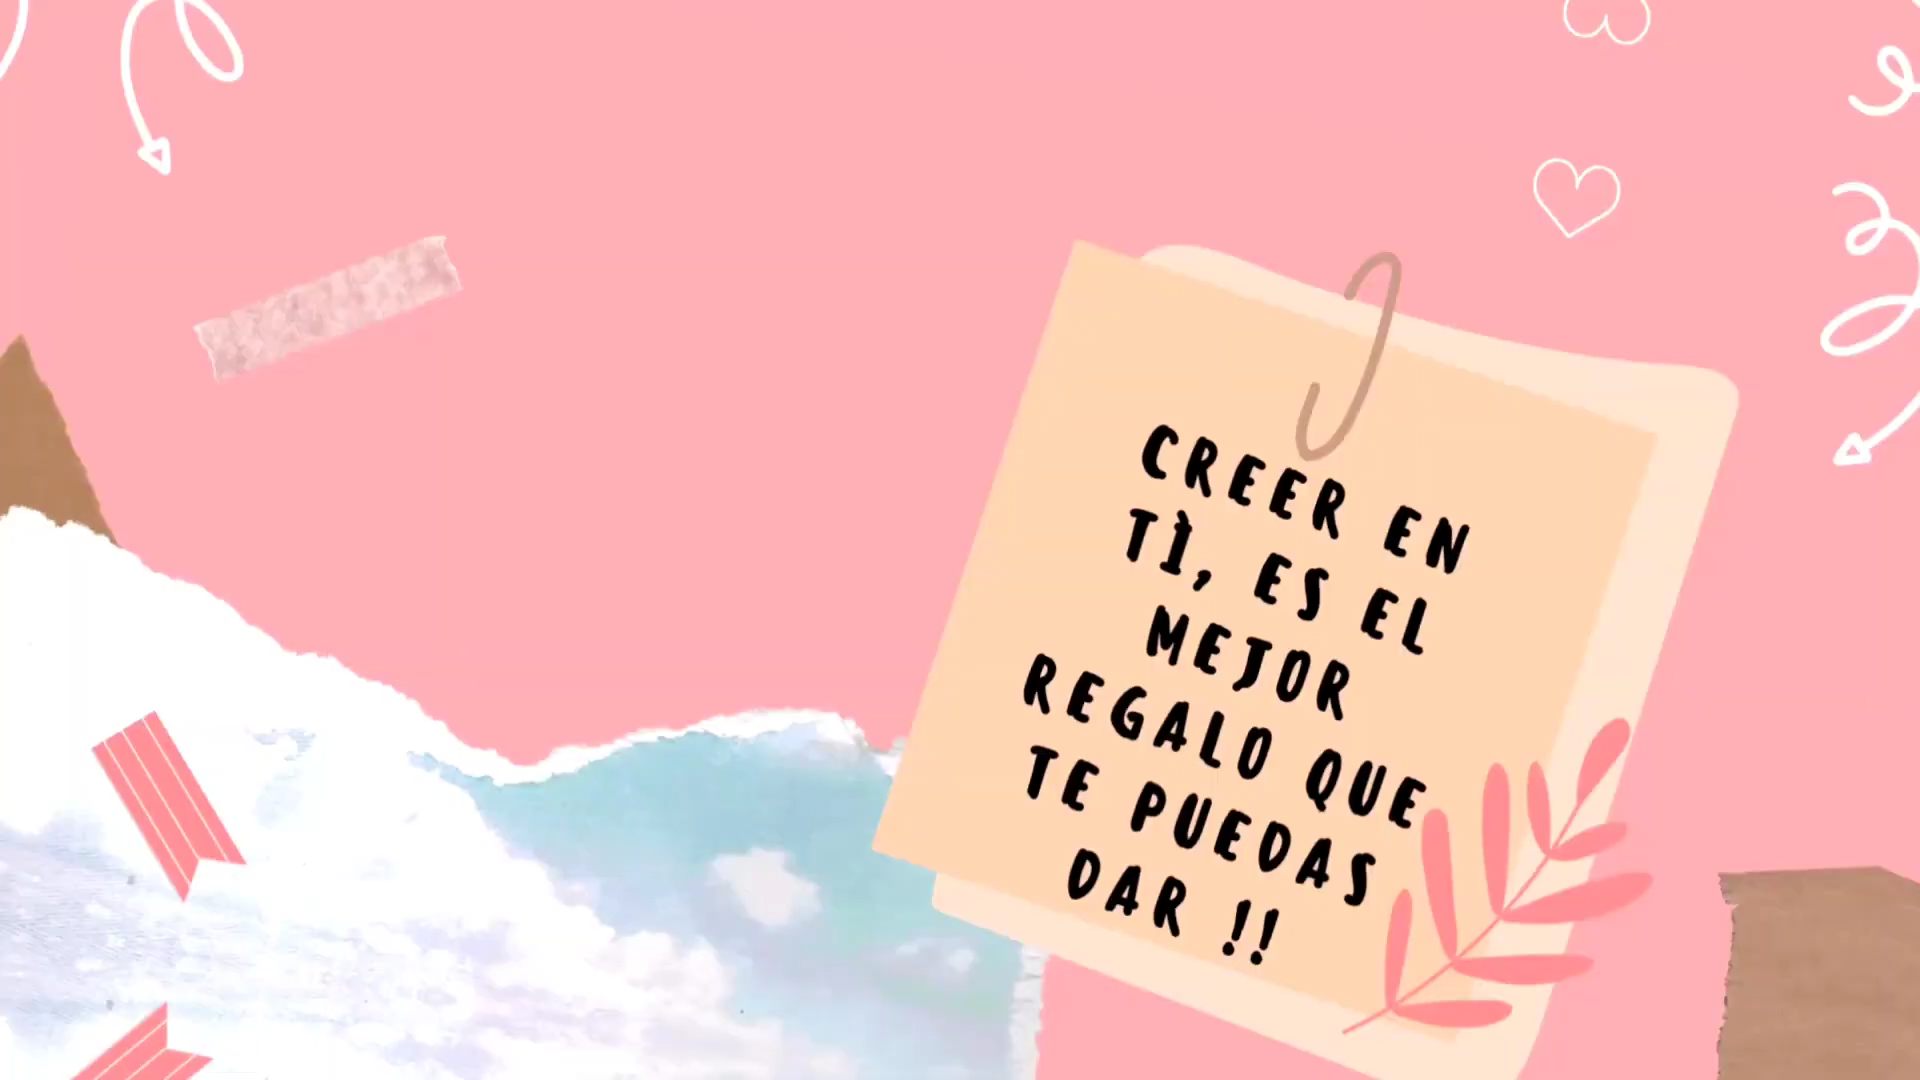 CREER EN
TÌ, ES EL
MEJOR
REGALO QUE
TE PUEDAS
DAR !!